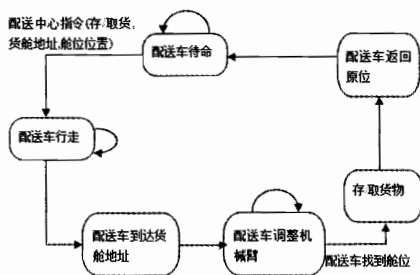 配送中心指令(存/取货,
货舱地址,舱位位置)
配送车待命
配送车返回
原位
配送车行走
存/取货物
配送车到达货
舱地址
配送车调整机
械臂
配送车找到舱位